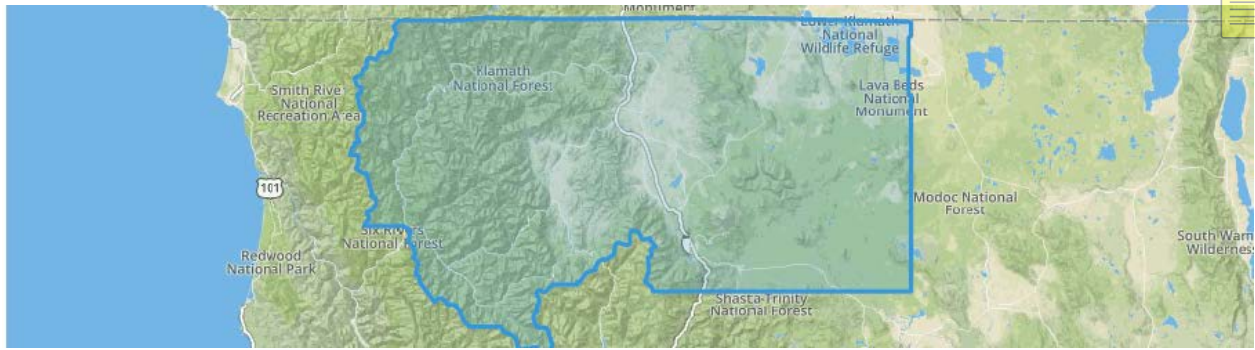 Monument
Lower Klamath
National
Wildlife Refuge
Klamath
National Forest
Lava Beds
National
Monument
Smith River
National
Recreation Area
101
Modoc National
Forest
Six Rivers
National Forest
South Warn
Wilderness
Redwood
National Park
Shasta-Trinity
National Forest